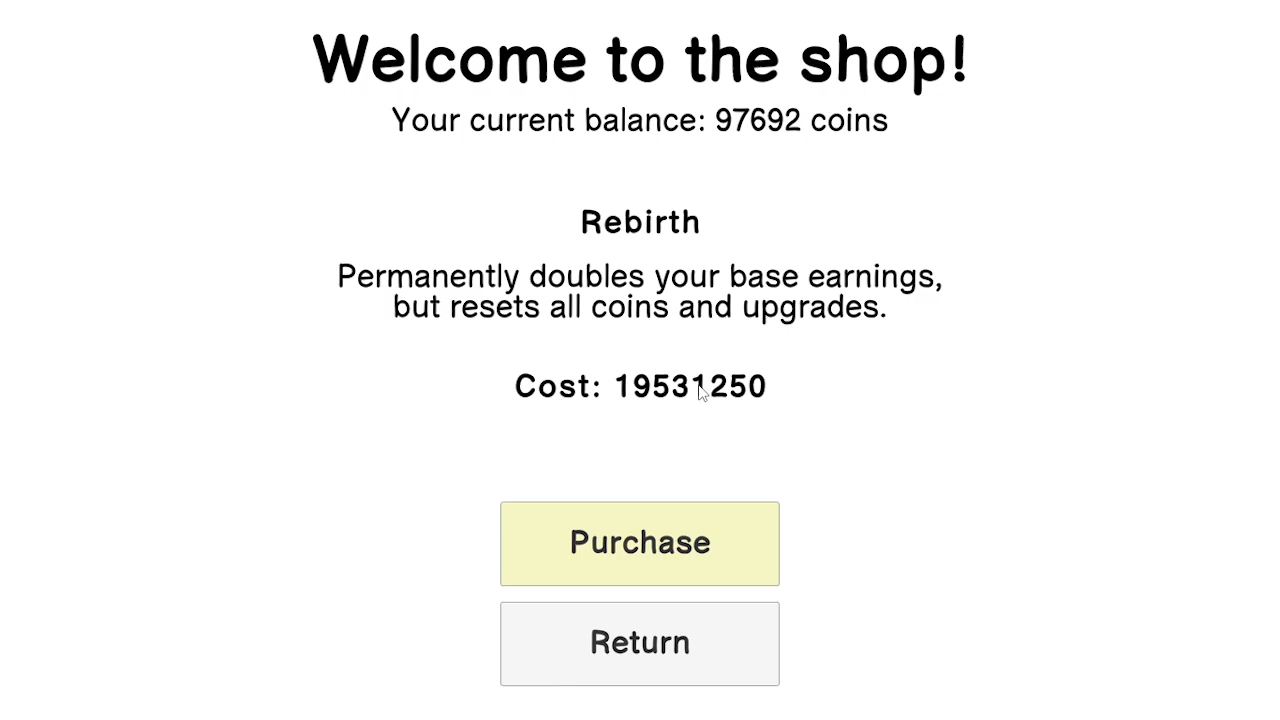 Welcome to the shop!
Your current balance: 97692 coins
Rebirth
Permanently doubles your base earnings,
but resets all coins and upgrades.
Cost: 19531250
Purchase
Return